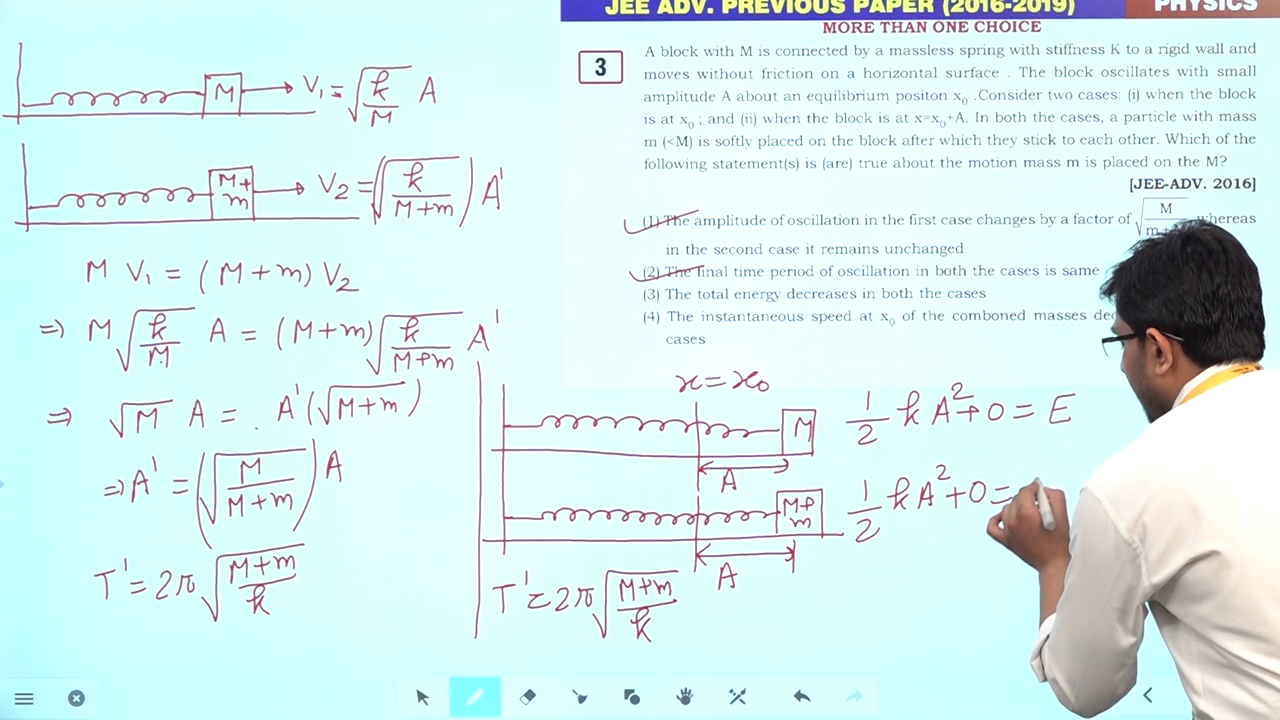 JEE ADV. PREVIOUS PAPER (2016-2019)
PHYSICS
MORE THAN ONE CHOICE
3
A block with M is connected by a massless spring with stiffness K to a rigid wall and
moves without friction on a horizontal surface . The block oscillates with small
amplitude A about an equilibrium positon x₀ .Consider two cases: (i) when the block
is at x₀ ; and (ii) when the block is at x=x₀+A. In both the cases, a particle with mass
m (<M) is softly placed on the block after which they stick to each other. Which of the
following statement(s) is (are) true about the motion mass m is placed on the M?
[JEE-ADV. 2016]
(1) The amplitude of oscillation in the first case changes by a factor of √(M/m whereas
in the second case it remains unchanged
(2) The final time period of oscillation in both the cases is same
(3) The total energy decreases in both the cases
(4) The instantaneous speed at x₀ of the comboned masses
cases
M
V₁ = √(k/M) A
M+m
V₂ = (√(k/(M+m))) A'
M V₁ = (M+m) V₂
⇒ M √(k/M) A = (M+m) √(k/(M+m)) A'
⇒ √M A = A' (√(M+m))
⇒ A' = (√(M/(M+m))) A
T' = 2π √((M+m)/k)
x = x₀
M
A
1/2 k A² + 0 = E
M+m
A
1/2 k A² + 0 =
T' = 2π √((M+m)/k)